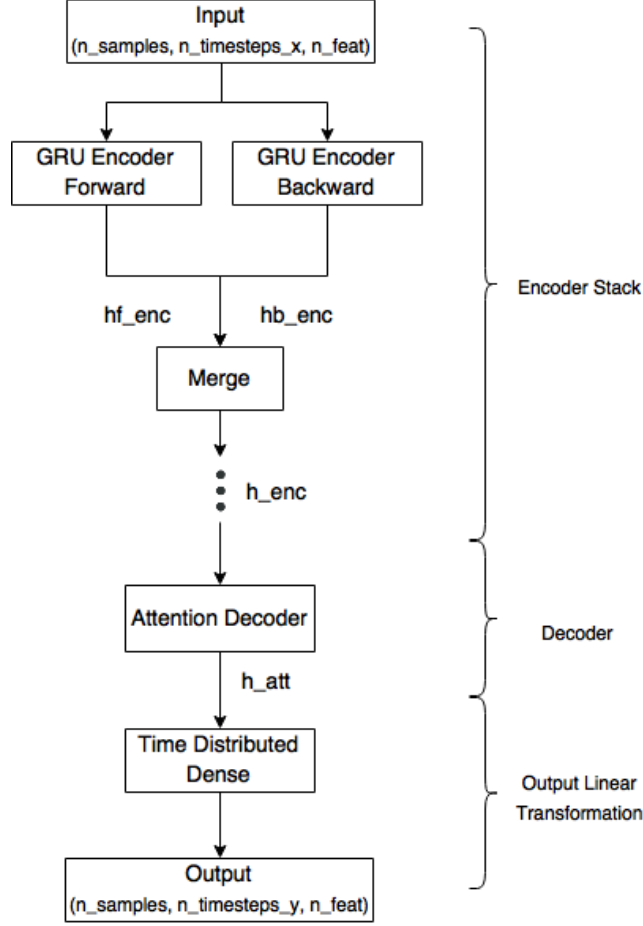 Input
(n_samples, n_timesteps_x, n_feat)
GRU Encoder
Forward
GRU Encoder
Backward
hf_enc
hb_enc
Merge
h_enc
Encoder Stack
Attention Decoder
Decoder
h_att
Time Distributed
Dense
Output Linear
Transformation
Output
(n_samples, n_timesteps_y, n_feat)